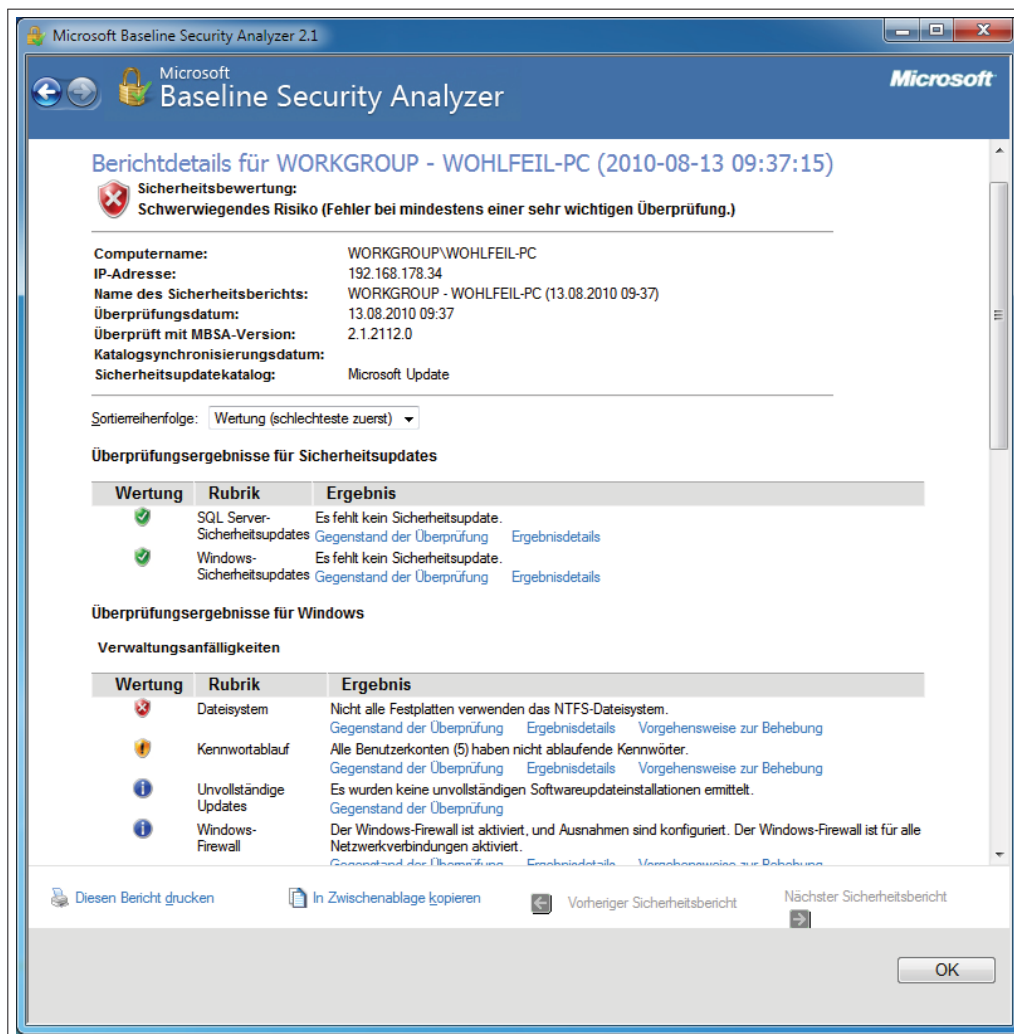 Microsoft Baseline Security Analyzer 2.1
Microsoft
Baseline Security Analyzer
Microsoft
Berichtdetails für WORKGROUP - WOHLFEIL-PC (2010-08-13 09:37:15)
Sicherheitsbewertung:
Schwerwiegendes Risiko (Fehler bei mindestens einer sehr wichtigen Überprüfung.)
Computername: WORKGROUP\WOHLFEIL-PC
IP-Adresse: 192.168.178.34
Name des Sicherheitsberichts: WORKGROUP - WOHLFEIL-PC (13.08.2010 09-37)
Überprüfungsdatum: 13.08.2010 09:37
Überprüft mit MBSA-Version: 2.1.2112.0
Katalogsynchronisierungsdatum:
Sicherheitsupdatekatalog: Microsoft Update
Sortierreihenfolge: Wertung (schlechteste zuerst)
Überprüfungsergebnisse für Sicherheitsupdates
Wertung Rubrik Ergebnis
SQL Server- Es fehlt kein Sicherheitsupdate.
Sicherheitsupdates Gegenstand der Überprüfung Ergebnisdetails
Windows- Es fehlt kein Sicherheitsupdate.
Sicherheitsupdates Gegenstand der Überprüfung Ergebnisdetails
Überprüfungsergebnisse für Windows
Verwaltungsanfälligkeiten
Wertung Rubrik Ergebnis
Dateisystem Nicht alle Festplatten verwenden das NTFS-Dateisystem.
Gegenstand der Überprüfung Ergebnisdetails Vorgehensweise zur Behebung
Kennwortablauf Alle Benutzerkonten (5) haben nicht ablaufende Kennwörter.
Gegenstand der Überprüfung Ergebnisdetails Vorgehensweise zur Behebung
Unvollständige Es wurden keine unvollständigen Softwareupdateinstallationen ermittelt.
Updates Gegenstand der Überprüfung
Windows- Der Windows-Firewall ist aktiviert, und Ausnahmen sind konfiguriert. Der Windows-Firewall ist für alle
Firewall Netzwerkverbindungen aktiviert.
Gegenstand der Überprüfung Ergebnisdetails Vorgehensweise zur Behebung
Diesen Bericht drucken In Zwischenablage kopieren Vorheriger Sicherheitsbericht Nächster Sicherheitsbericht
OK